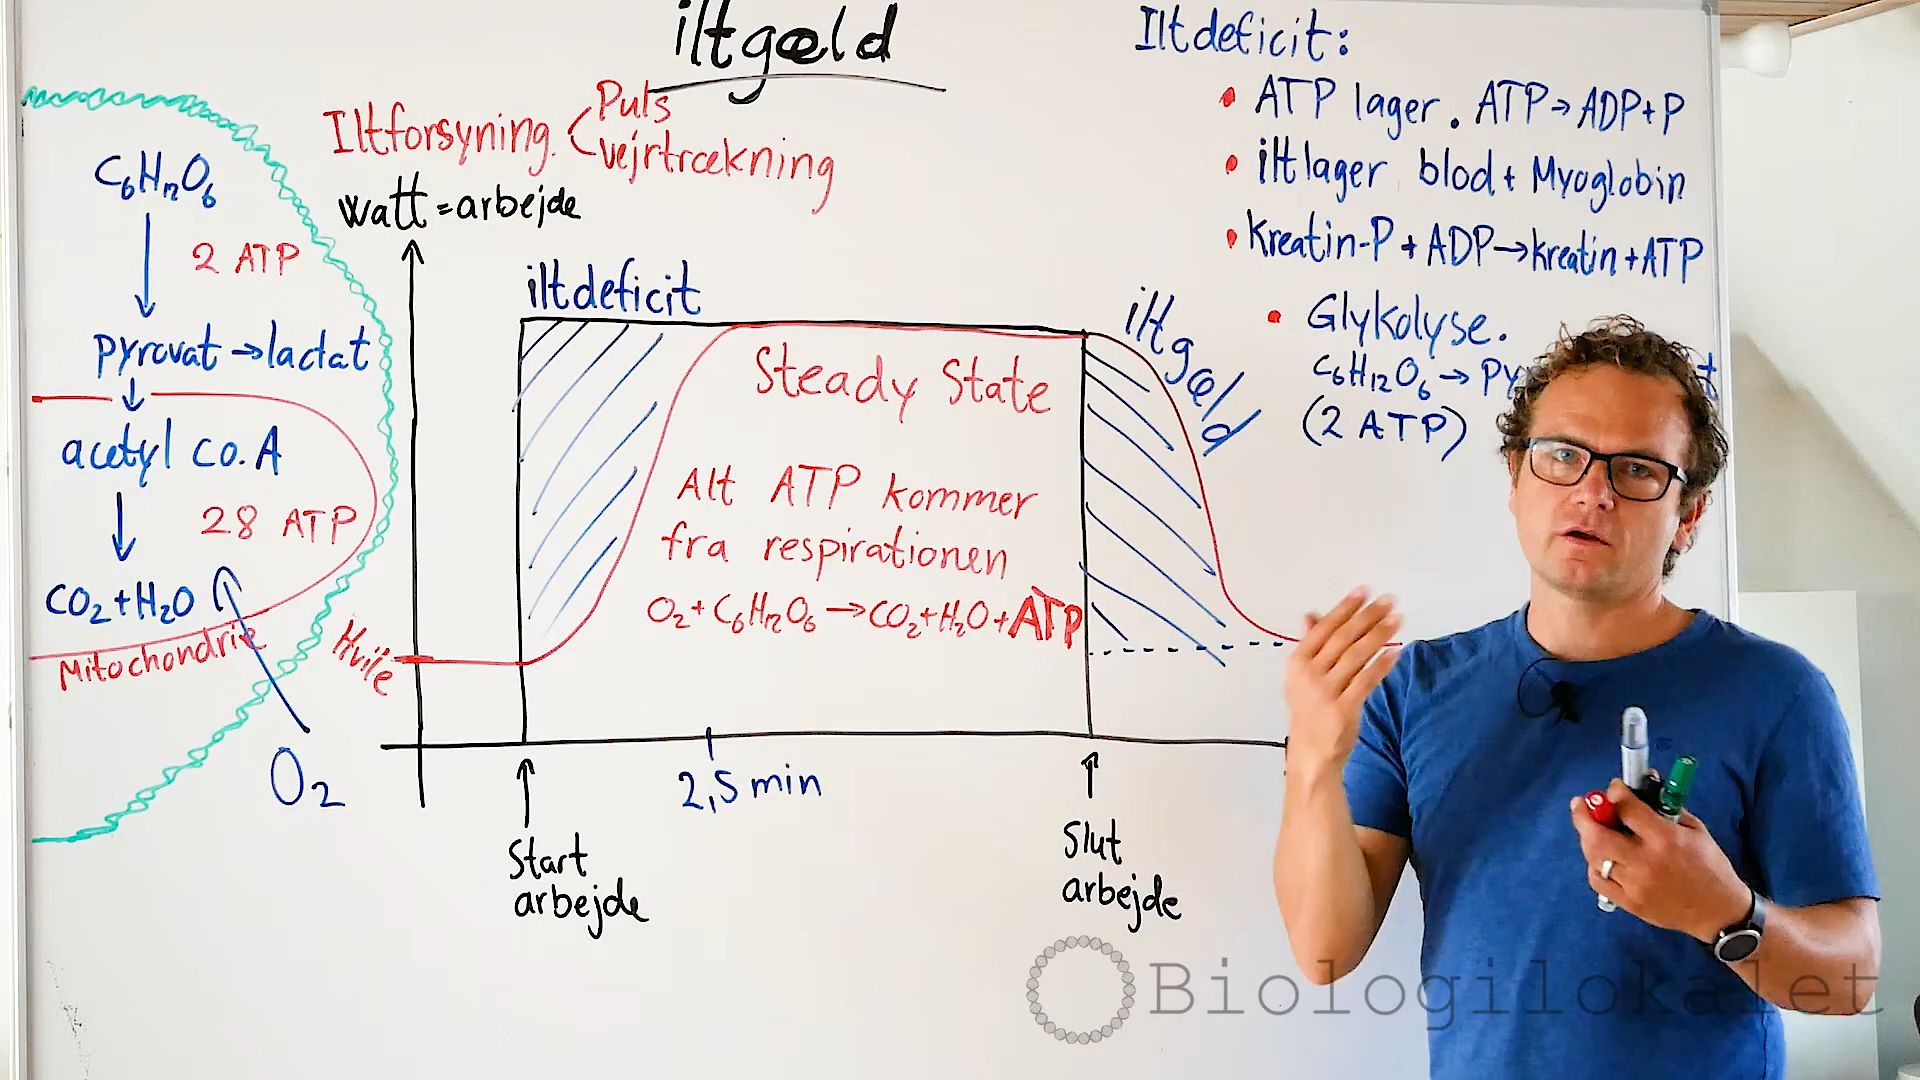 iltgæld
Iltforsyning.
Puls
vejrtrækning
watt = arbejde
C6H12O6
2 ATP
pyrovat → lactat
acetyl co. A
28 ATP
CO2 + H2O
Mitochondrie
O2
Hvile
iltdeficit
Steady State
Alt ATP kommer
fra respirationen
O2 + C6H12O6 → CO2 + H2O + ATP
iltgæld
2,5 min
Start
arbejde
Slut
arbejde
Iltdeficit:
• ATP lager. ATP → ADP + P
• iltlager blod + Myoglobin
• Kreatin-P + ADP → kreatin + ATP
• Glykolyse.
C6H12O6 →
(2 ATP)
Biologilokalet